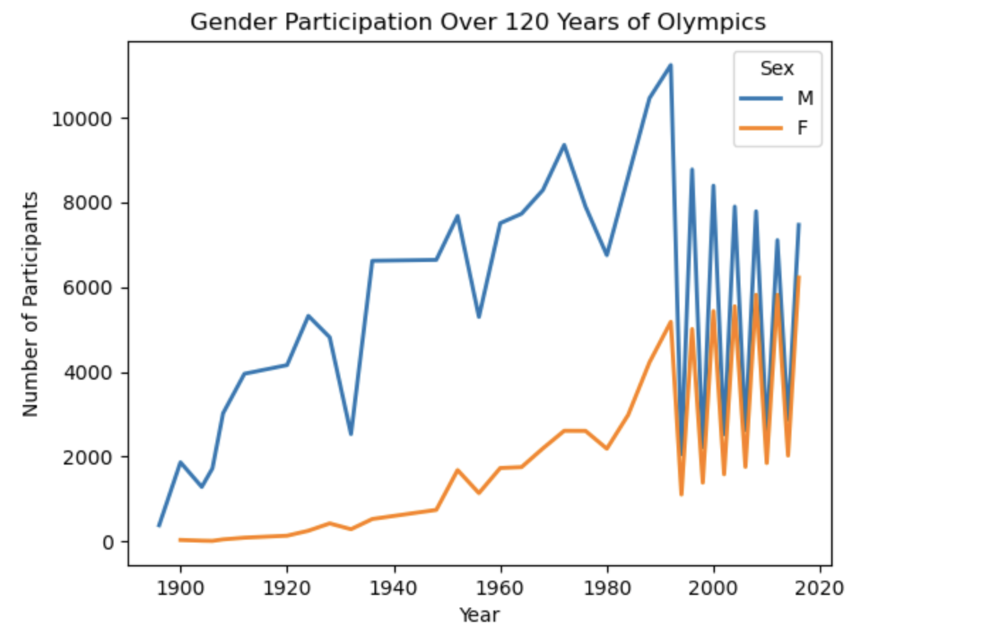 Gender Participation Over 120 Years of Olympics
Sex
M
F
10000
8000
6000
4000
2000
0
Number of Participants
1900 1920 1940 1960 1980 2000 2020
Year